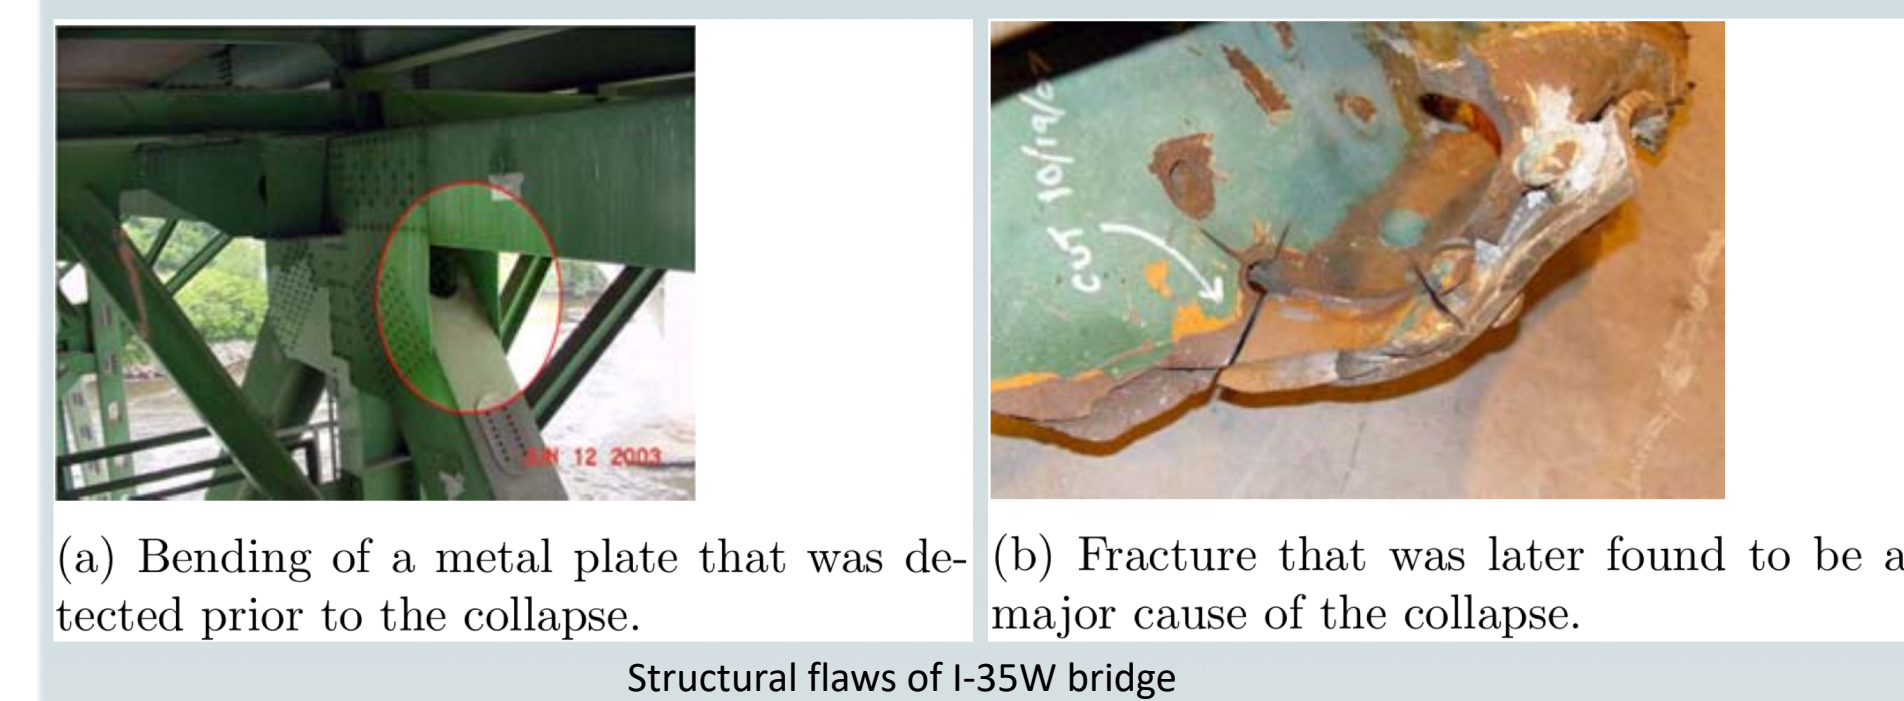 CUT 10/19/07
JUN 12 2003
(a) Bending of a metal plate that was de-
tected prior to the collapse.
(b) Fracture that was later found to be a
major cause of the collapse.
Structural flaws of I-35W bridge